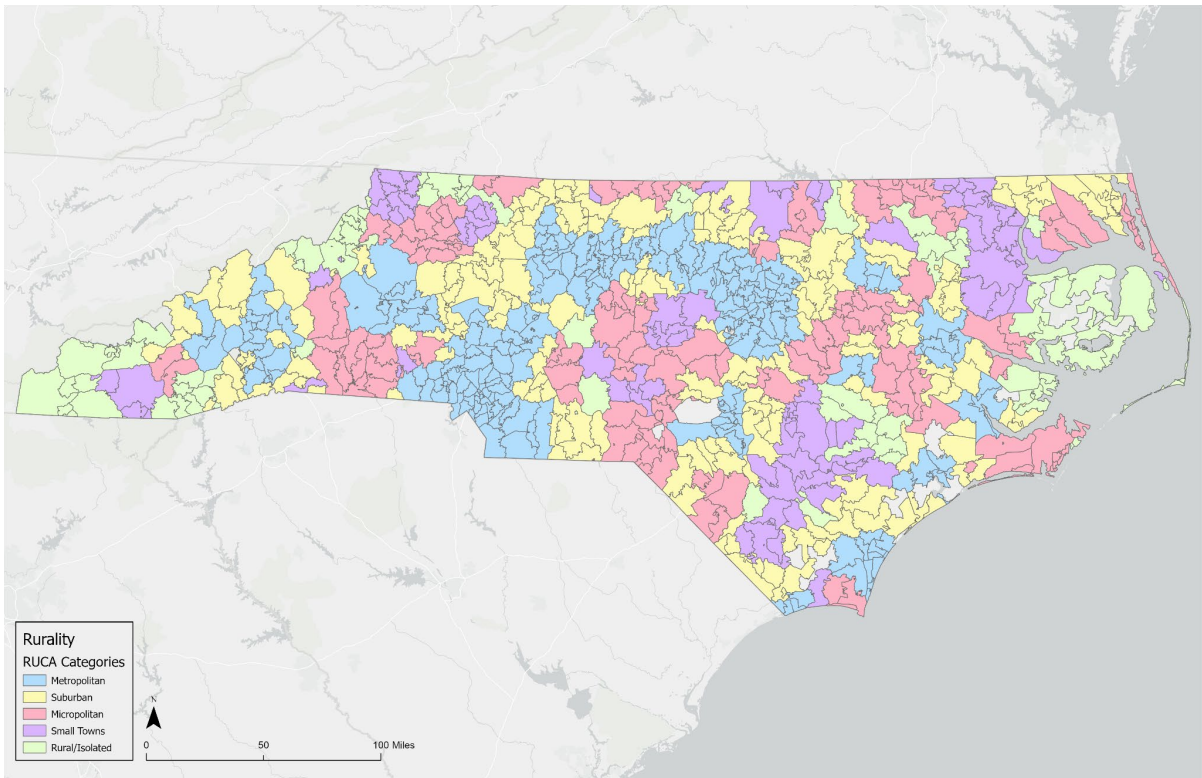 Rurality
RUCA Categories
Metropolitan
Suburban
Micropolitan
Small Towns
Rural/Isolated
N
0 50 100 Miles